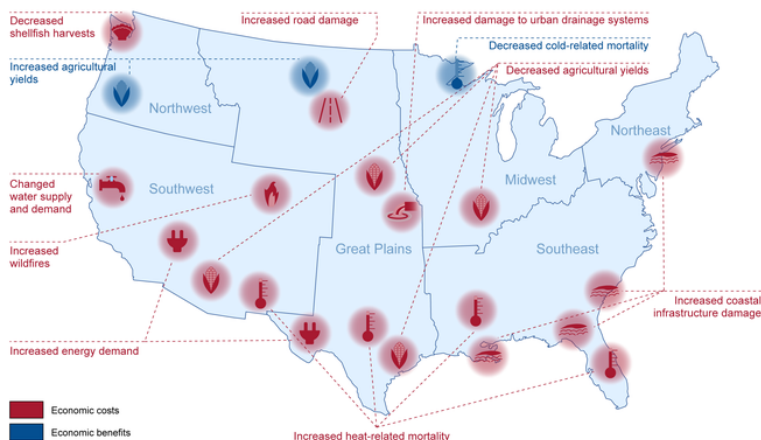 Decreased
shellfish harvests
Increased road damage
Increased damage to urban drainage systems
Decreased cold-related mortality
Increased agricultural
yields
Decreased agricultural yields
Northwest
Northeast
Changed
water supply
and demand
Southwest
Midwest
Increased
wildfires
Great Plains
Southeast
Increased coastal
infrastructure damage
Increased energy demand
Economic costs
Economic benefits
Increased heat-related mortality